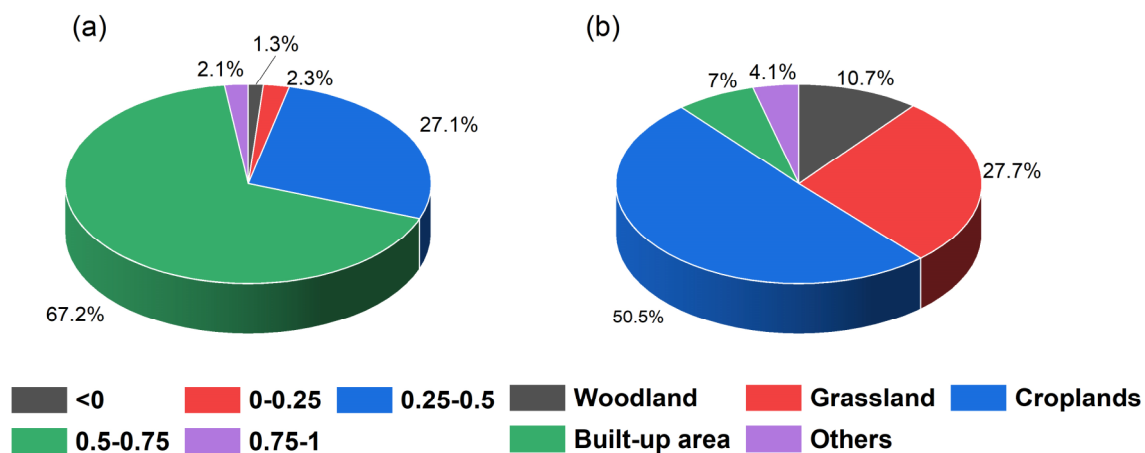 (a)
(b)
1.3%
2.1%
2.3%
27.1%
67.2%
4.1%
7%
10.7%
27.7%
50.5%
<0
0-0.25
0.25-0.5
0.5-0.75
0.75-1
Woodland
Grassland
Croplands
Built-up area
Others